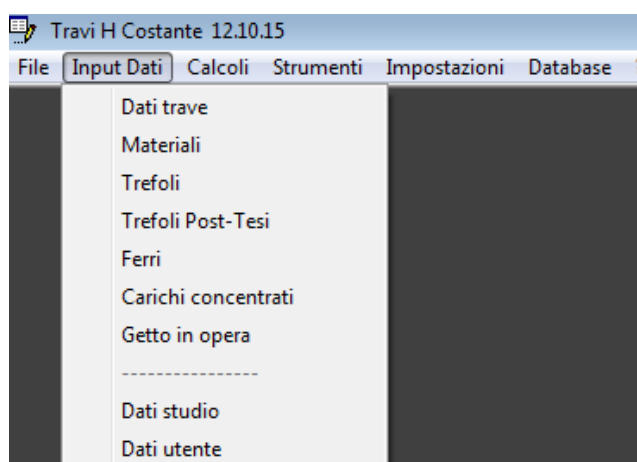 Travi H Costante 12.10.15
File Input Dati Calcoli Strumenti Impostazioni Database
Dati trave
Materiali
Trefoli
Trefoli Post-Tesi
Ferri
Carichi concentrati
Getto in opera
----------------
Dati studio
Dati utente